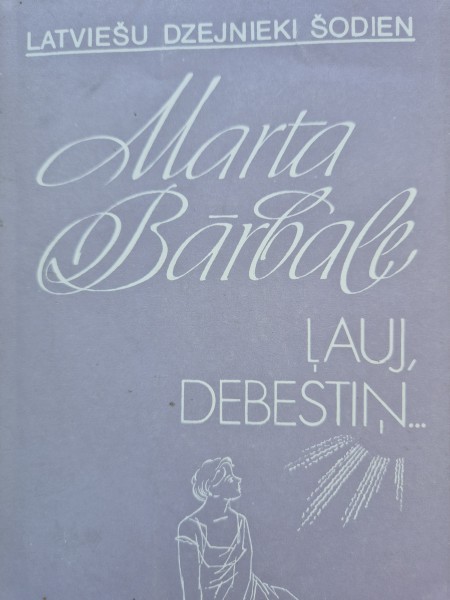 LATVIEŠU DZEJNIEKI ŠODIEN
Marta
Bārbale
ĻAUJ,
DEBESTIŅ...